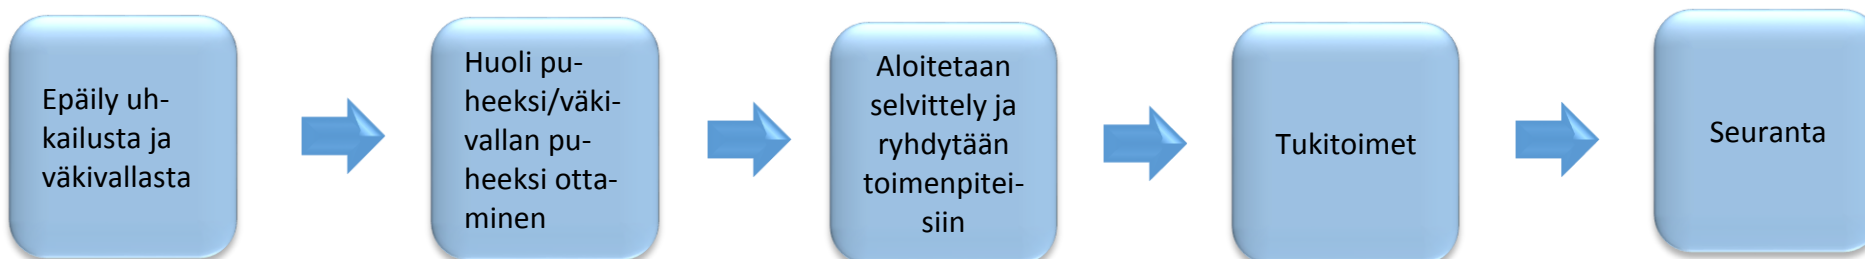 Epäily uh-
kailusta ja
väkivallasta
Huoli pu-
heeksi/väki-
vallan pu-
heeksi otta-
minen
Aloitetaan
selvittely ja
ryhdytään
toimenpitei-
siin
Tukitoimet
Seuranta